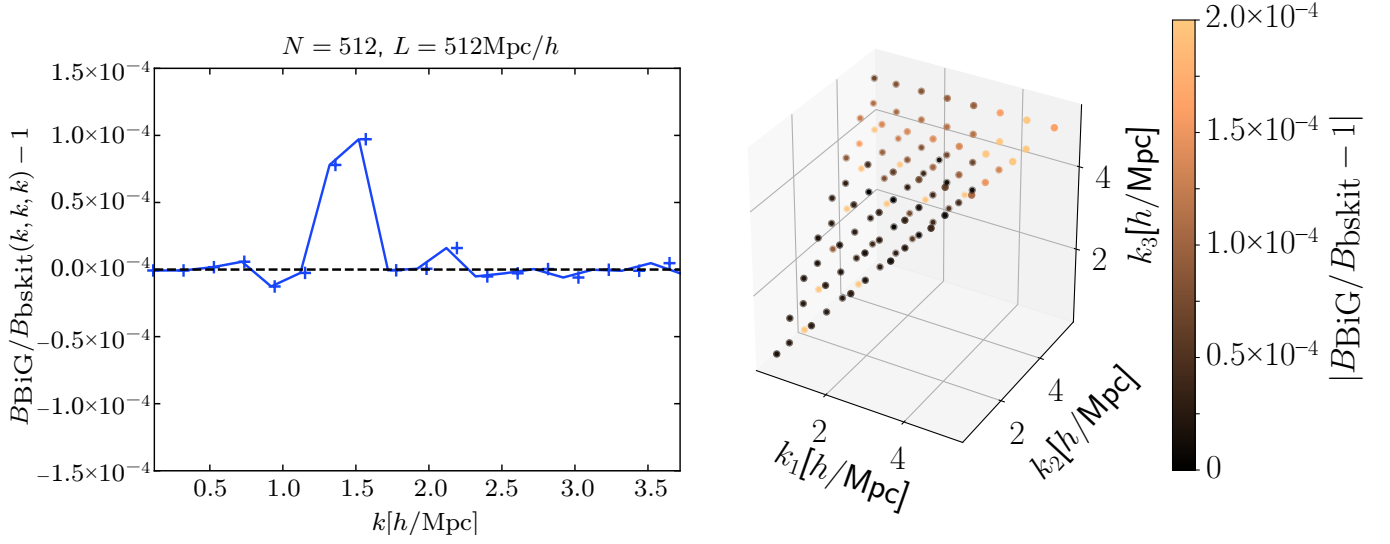 N = 512, L = 512Mpc/h
B_BiG/B_bskit(k, k, k) − 1
1.5×10⁻⁴
1.0×10⁻⁴
0.5×10⁻⁴
0.0×10⁻⁴
−0.5×10⁻⁴
−1.0×10⁻⁴
−1.5×10⁻⁴
0.5 1.0 1.5 2.0 2.5 3.0 3.5
k[h/Mpc]
2 4
k₁[h/Mpc]
2 4
k₂[h/Mpc]
4
2
k₃[h/Mpc]
2.0×10⁻⁴
1.5×10⁻⁴
1.0×10⁻⁴
0.5×10⁻⁴
0
|B_BiG/B_bskit − 1|